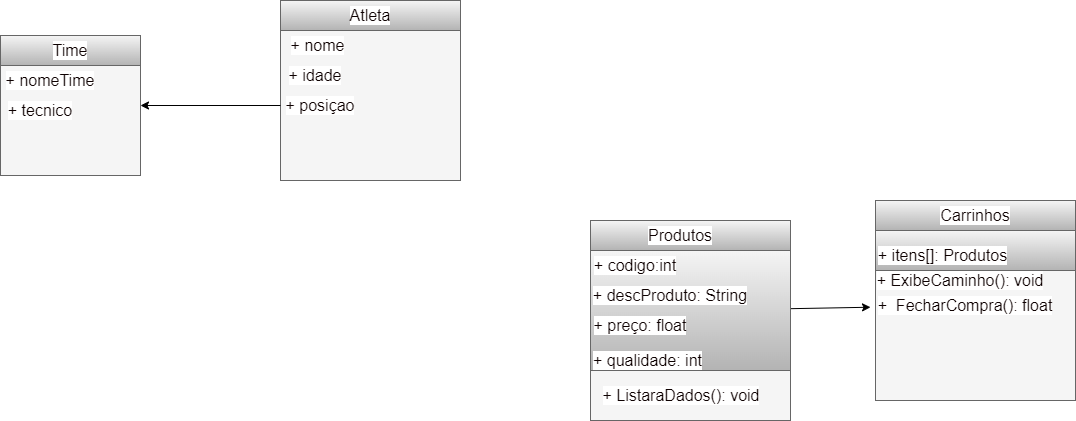 Time
+ nomeTime
+ tecnico
Atleta
+ nome
+ idade
+ posiçao
Produtos
+ codigo:int
+ descProduto: String
+ preço: float
+ qualidade: int
+ ListaraDados(): void
Carrinhos
+ itens[]: Produtos
+ ExibeCaminho(): void
+ FecharCompra(): float